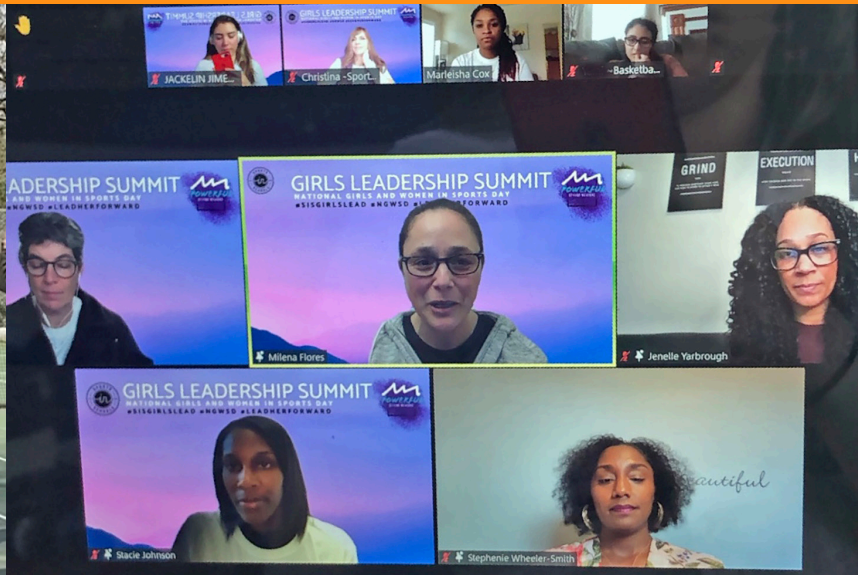 GIRLS LEADERSHIP SUMMIT
JACKELIN JIME...
Christina -Sport...
Marleisha Cox
~Basketba...
ADERSHIP SUMMIT
AND WOMEN IN SPORTS DAY
#NGWSD #LEADHERFORWARD
POWERFUL
GIRLS LEADERSHIP SUMMIT
NATIONAL GIRLS AND WOMEN IN SPORTS DAY
#SISGIRLSLEAD #NGWSD
FORWARD
POWERFUL
Milena Flores
GRIND
EXECUTION
Jenelle Yarbrough
GIRLS LEADERSHIP SUMMIT
NATIONAL GIRLS AND WOMEN IN SPORTS DAY
#SISGIRLSLEAD #NGWSD #LEADHERFORWARD
POWERFUL
Stacie Johnson
autiful
Stephenie Wheeler-Smith